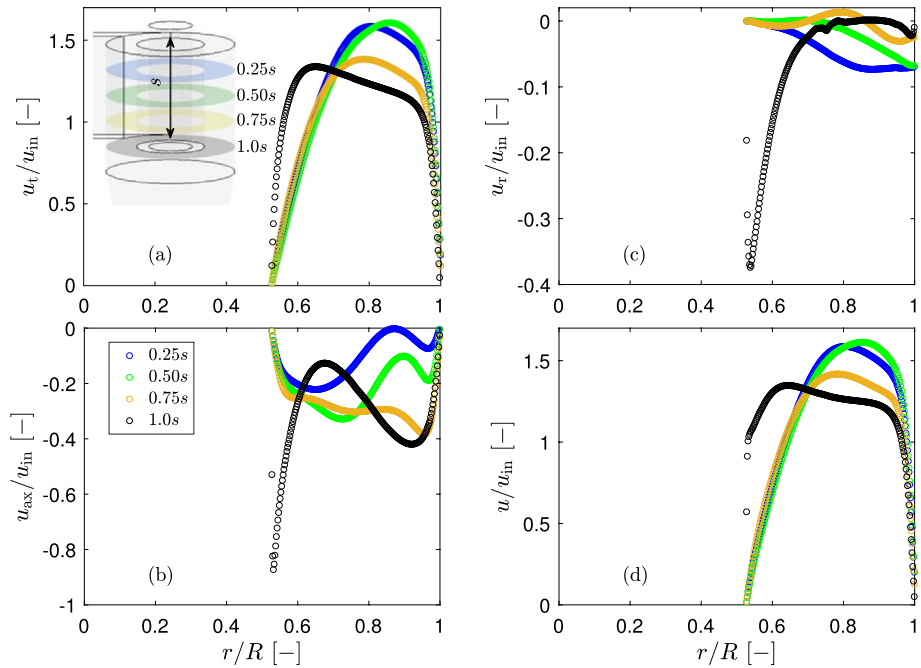 1.5
1
0.5
0
u_t/u_in [−]
s
0.25s
0.50s
0.75s
1.0s
(a)
0 0.2 0.4 0.6 0.8 1
0
-0.1
-0.2
-0.3
-0.4
u_r/u_in [−]
(c)
0 0.2 0.4 0.6 0.8 1
0
-0.2
-0.4
-0.6
-0.8
-1
u_ax/u_in [−]
0.25s
0.50s
0.75s
1.0s
(b)
0 0.2 0.4 0.6 0.8 1
r/R [−]
1.5
1
0.5
0
u/u_in [−]
(d)
0 0.2 0.4 0.6 0.8 1
r/R [−]